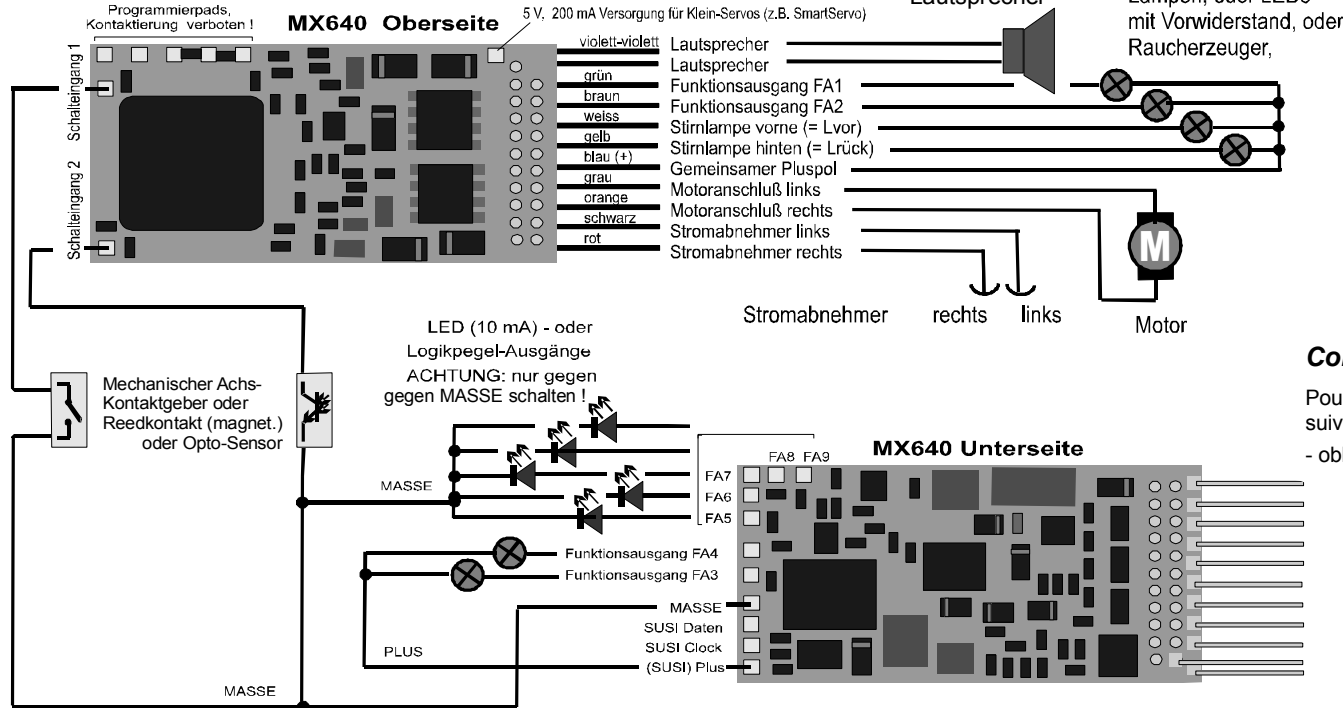 Programmierpads,
Kontaktierung verboten !
MX640 Oberseite
5 V, 200 mA Versorgung für Klein-Servos (z.B. SmartServo)
Lautsprecher
mit Vorwiderstand, oder
Raucherzeuger,
Schalteingang 1
Schalteingang 2
violett-violett Lautsprecher
Lautsprecher
grün Funktionsausgang FA1
braun Funktionsausgang FA2
weiss Stirnlampe vorne (= Lvor)
gelb Stirnlampe hinten (= Lrück)
blau (+) Gemeinsamer Pluspol
grau Motoranschluß links
orange Motoranschluß rechts
schwarz Stromabnehmer links
rot Stromabnehmer rechts
M
Stromabnehmer rechts links
Motor
LED (10 mA) - oder
Logikpegel-Ausgänge
ACHTUNG: nur gegen
gegen MASSE schalten !
Mechanischer Achs-
Kontaktgeber oder
Reedkontakt (magnet.)
oder Opto-Sensor
MX640 Unterseite
FA8 FA9
FA7
FA6
FA5
MASSE
Funktionsausgang FA4
Funktionsausgang FA3
MASSE
SUSI Daten
SUSI Clock
(SUSI) Plus
PLUS
MASSE